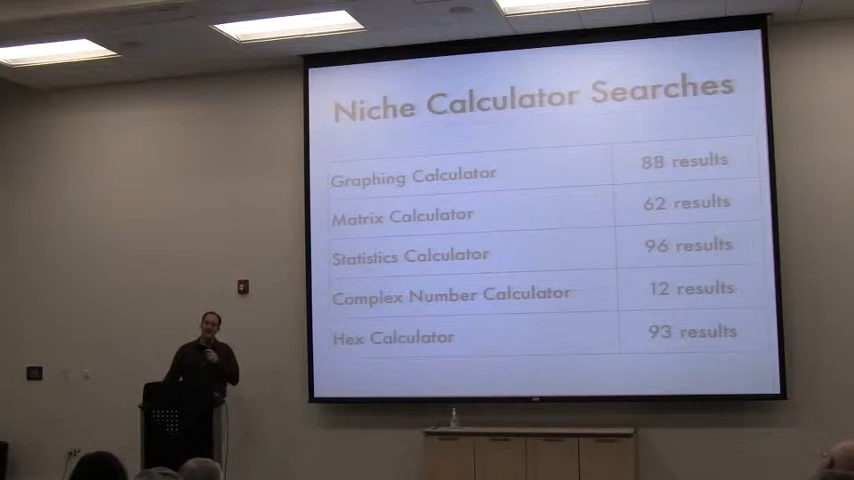 Niche Calculator Searches
Graphing Calculator 88 results
Matrix Calculator 62 results
Statistics Calculator 96 results
Complex Number Calculator 12 results
Hex Calculator 93 results